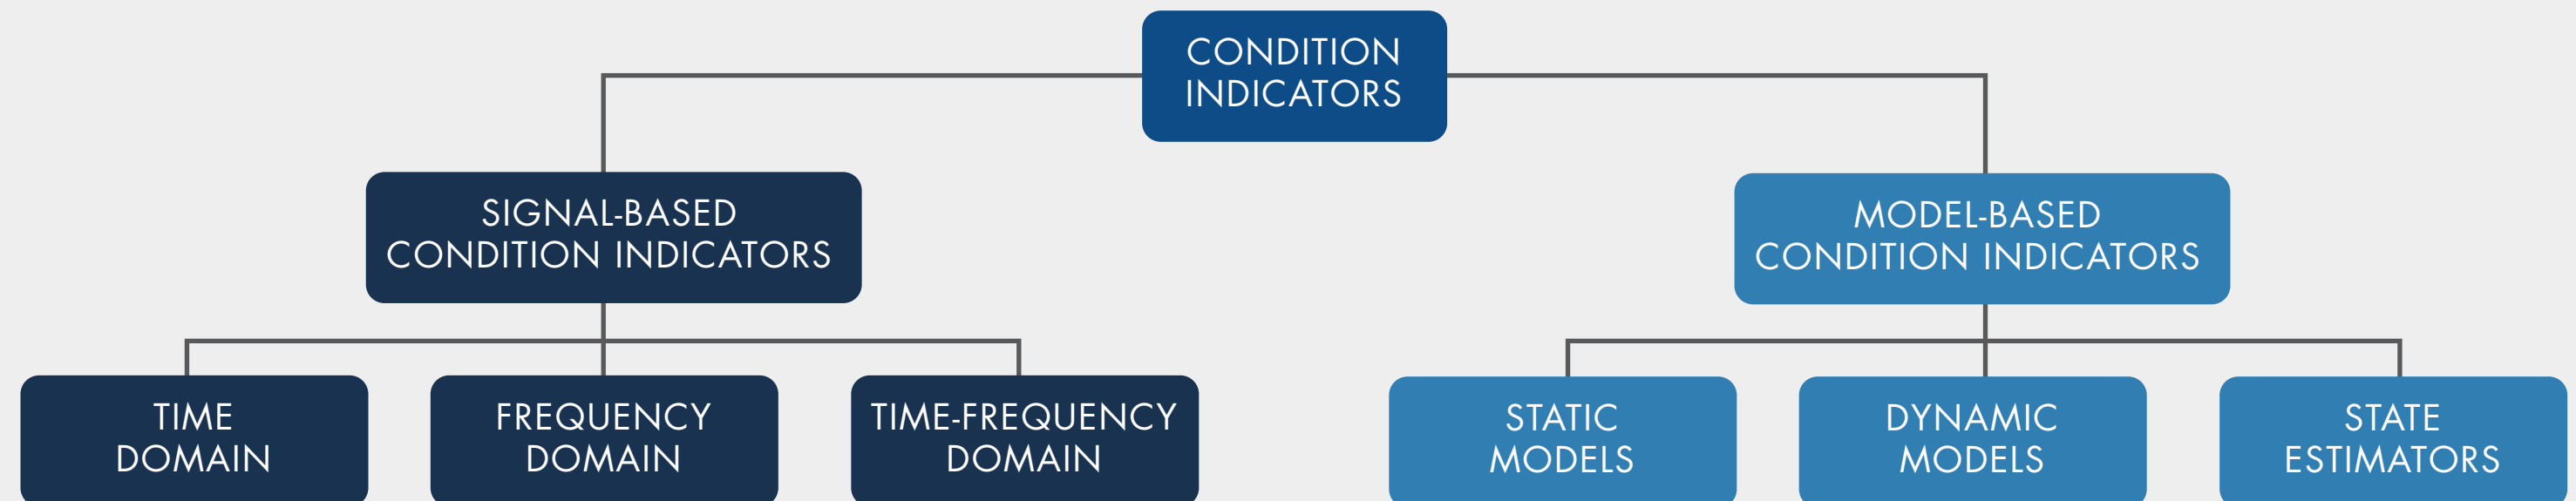 CONDITION
INDICATORS
SIGNAL-BASED
CONDITION INDICATORS
MODEL-BASED
CONDITION INDICATORS
TIME
DOMAIN
FREQUENCY
DOMAIN
TIME-FREQUENCY
DOMAIN
STATIC
MODELS
DYNAMIC
MODELS
STATE
ESTIMATORS